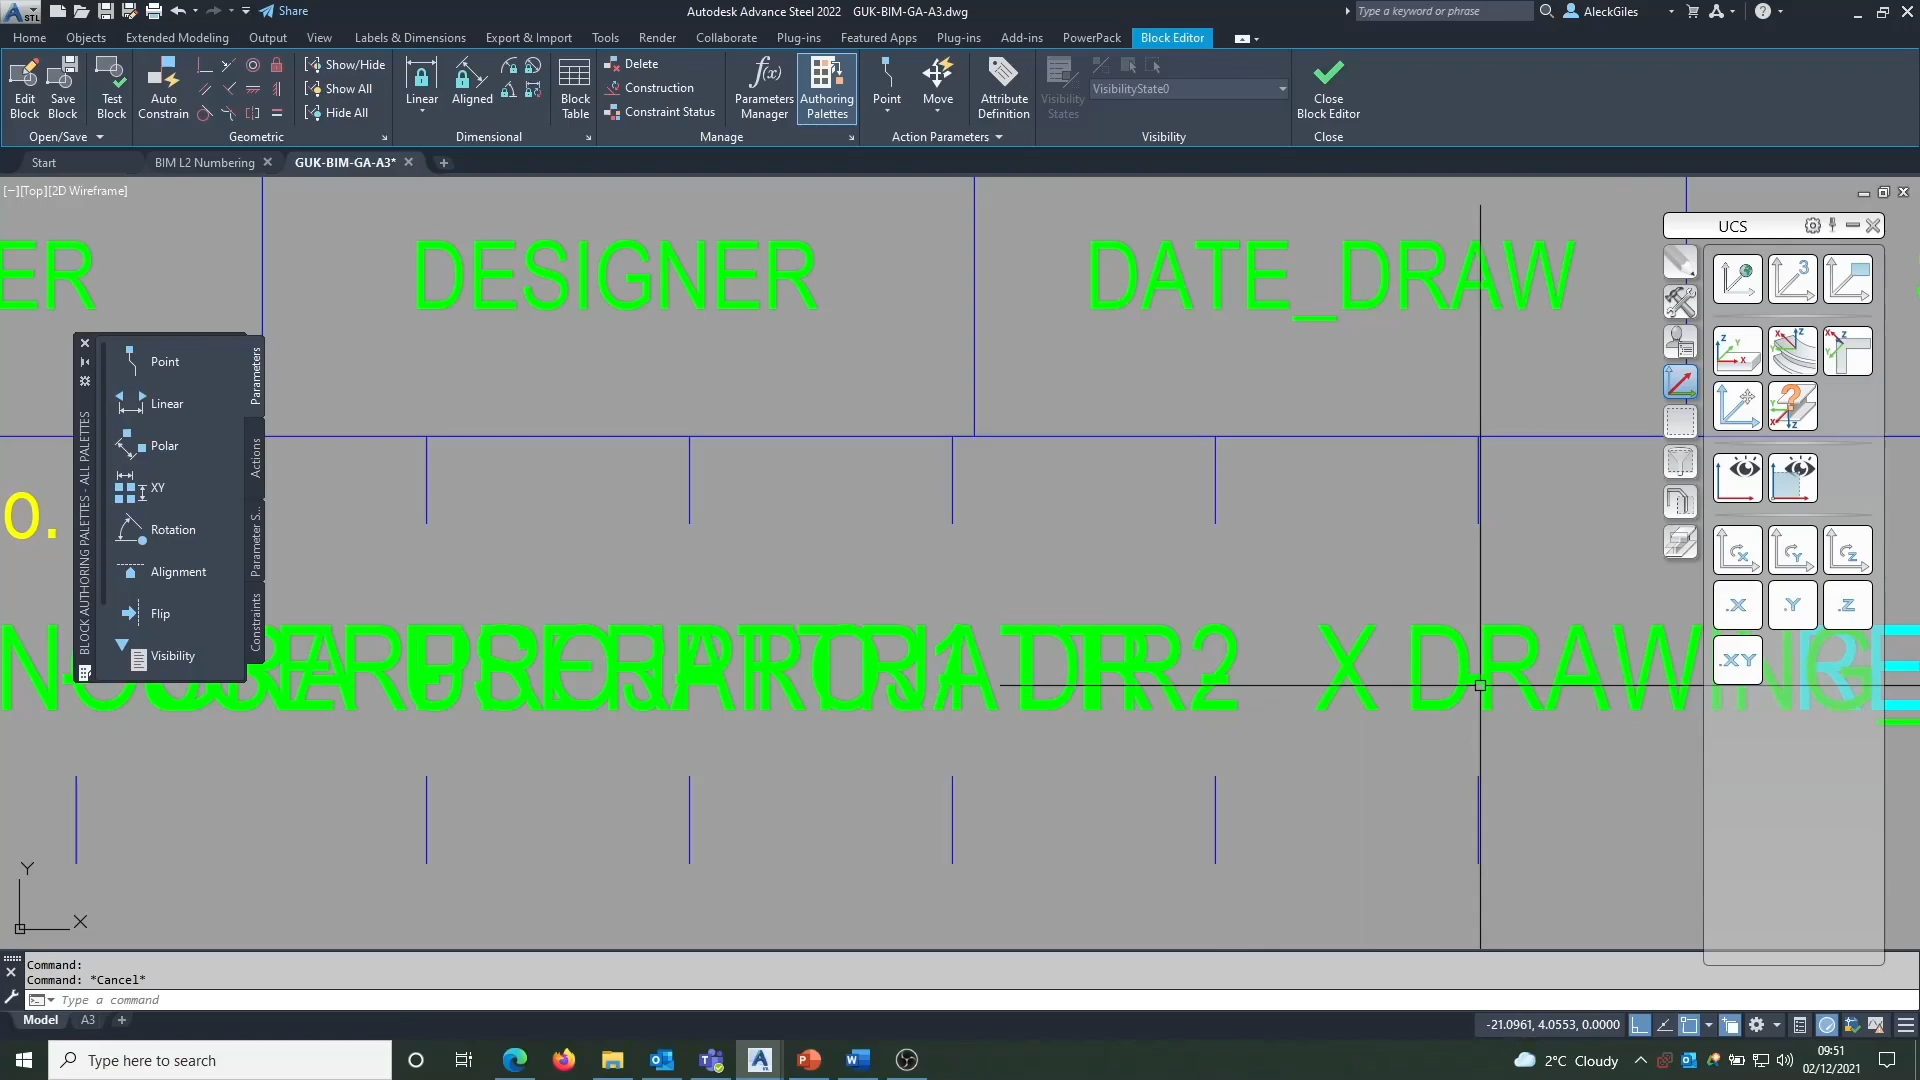 Share
Autodesk Advance Steel 2022 GUK-BIM-GA-A3.dwg
Type a keyword or phrase
AleckGiles
Home Objects Extended Modeling Output View Labels & Dimensions Export & Import Tools Render Collaborate Plug-ins Featured Apps Plug-ins Add-ins PowerPack Block Editor
Edit Block
Save Block
Test Block
Auto Constrain
Show/Hide
Show All
Hide All
Linear
Aligned
Block Table
Delete
Construction
Constraint Status
Parameters Manager
Authoring Palettes
Point
Move
Attribute Definition
Visibility States
VisibilityState0
Close Block Editor
Open/Save Geometric Dimensional Manage Action Parameters Visibility Close
Start BIM L2 Numbering GUK-BIM-GA-A3*
[−][Top][2D Wireframe]
UCS
ER DESIGNER DATE_DRAW
BLOCK AUTHORING PALETTES - ALL PALETTES
Point
Linear
Polar
XY
Rotation
Alignment
Flip
Visibility
Parameters
Actions
Parameter S...
Constraints
0.
R2 X DRAWING RE
3
X Y Z
.X .Y .Z
.XY
Y
X
Command:
Command: *Cancel*
Type a command
Model A3
-21.0961, 4.0553, 0.0000
Type here to search
2°C Cloudy
09:51
02/12/2021